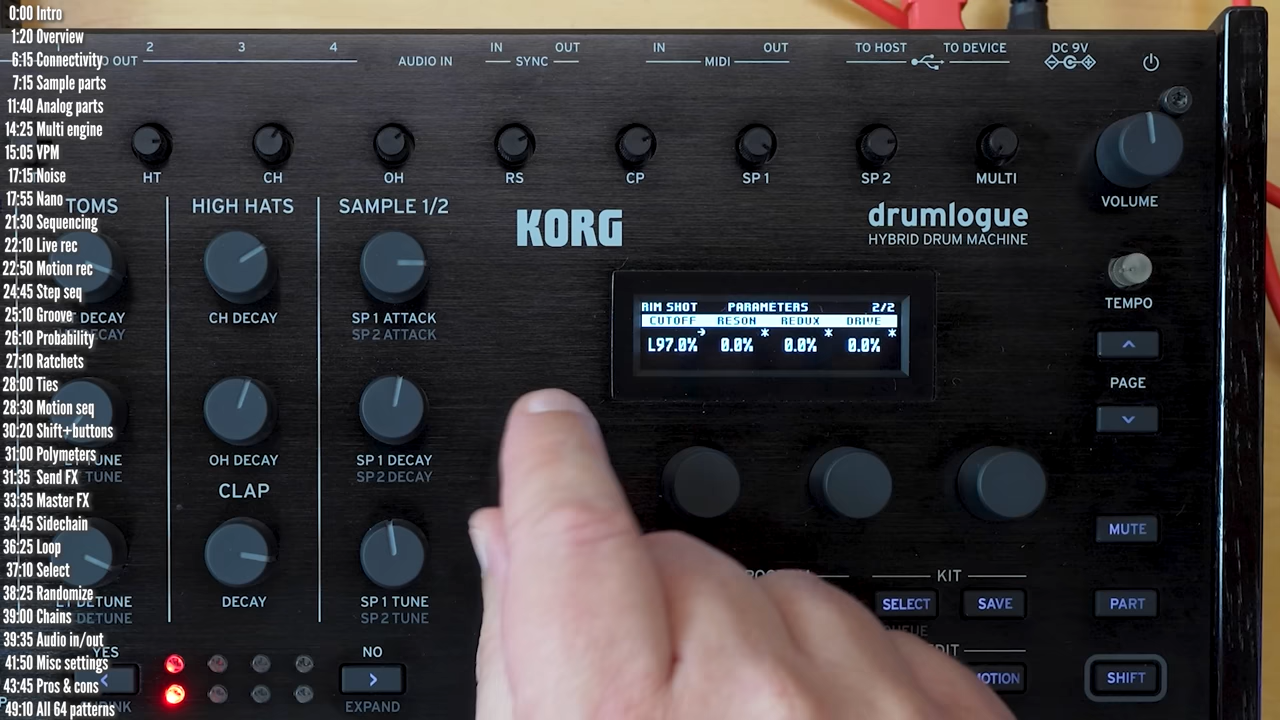 0:00 Intro
1:20 Overview
6:15 Connectivity
7:15 Sample parts
11:40 Analog parts
14:25 Multi engine
15:05 VPM
17:15 Noise
17:55 Nano
21:30 Sequencing
22:10 Live rec
22:50 Motion rec
24:45 Step seq
25:10 Groove
26:10 Probability
27:10 Ratchets
28:00 Ties
28:30 Motion seq
30:20 Shift+buttons
31:00 Polymeters
31:35 Send FX
33:35 Master FX
34:45 Sidechain
36:25 Loop
37:10 Select
38:25 Randomize
39:00 Chains
39:35 Audio in/out
41:50 Misc settings
43:45 Pros & cons
49:10 All 64 patterns
1 2 3 4 AUDIO IN IN OUT IN OUT TO HOST TO DEVICE DC 9V
OUT SYNC MIDI
HT CH OH RS CP SP 1 SP 2 MULTI
VOLUME
TOMS HIGH HATS SAMPLE 1/2
KORG
drumlogue
HYBRID DRUM MACHINE
DECAY CH DECAY SP 1 ATTACK
DECAY SP 2 ATTACK
RIM SHOT PARAMETERS 2/2
CUTOFF RESON REDUX DRIVE
L97.0% 0.0% 0.0% 0.0%
TEMPO
PAGE
TUNE OH DECAY SP 1 DECAY
TUNE SP 2 DECAY
CLAP
MUTE
KIT
SELECT SAVE PART
DETUNE DECAY SP 1 TUNE
DETUNE SP 2 TUNE
YES NO
< >
EXPAND
MOTION SHIFT